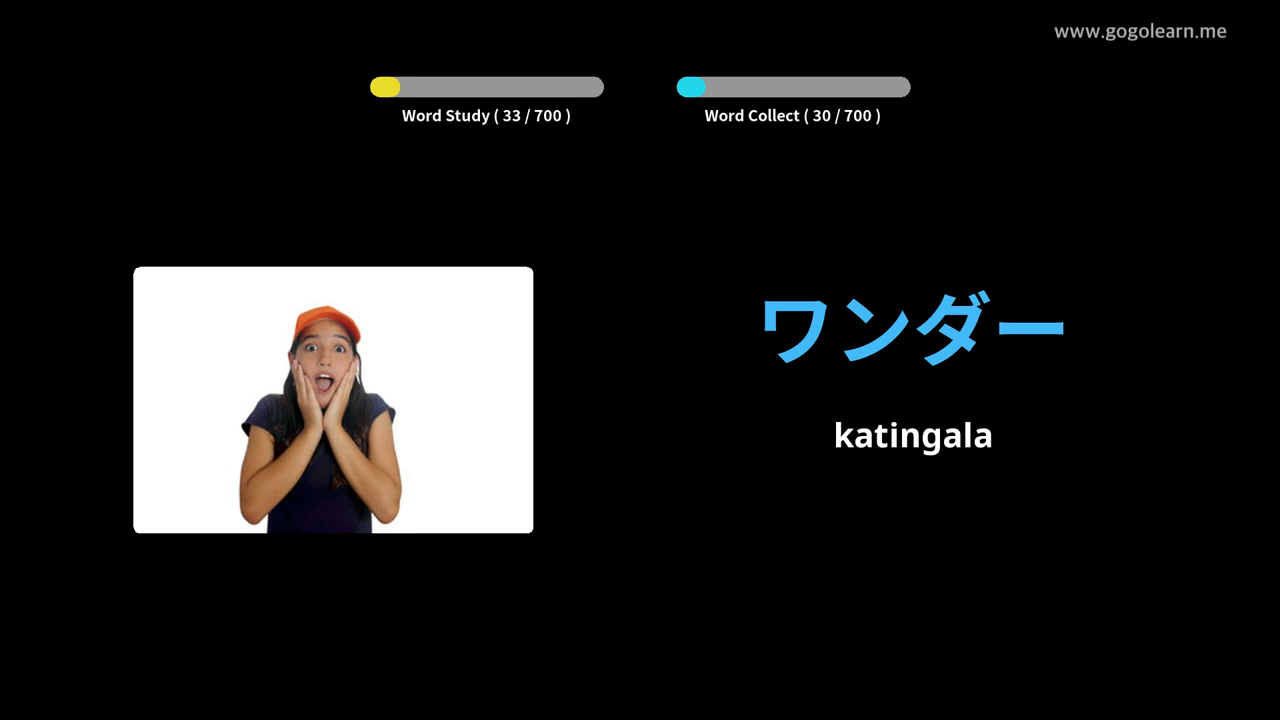 www.gogolearn.me
Word Study ( 33 / 700 )
Word Collect ( 30 / 700 )
ワンダー
katingala